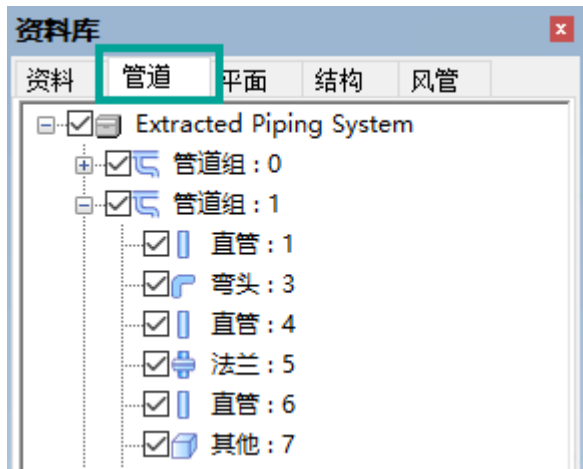 资料库
资料 管道 平面 结构 风管
Extracted Piping System
管道组：0
管道组：1
直管：1
弯头：3
直管：4
法兰：5
直管：6
其他：7